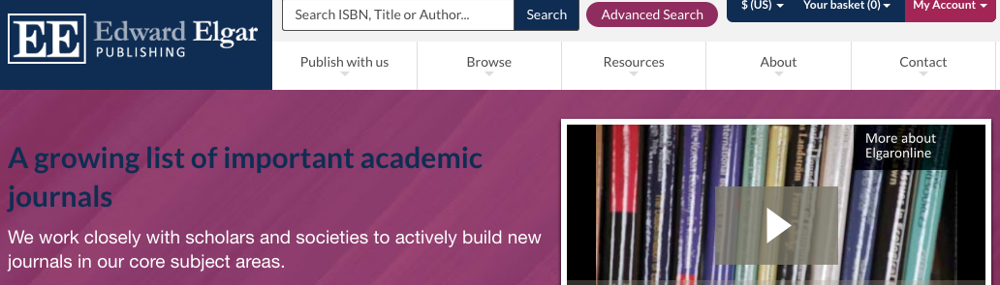 EE Edward Elgar
PUBLISHING
Search ISBN, Title or Author...
Search
Advanced Search
$ (US)
Your basket (0)
My Account
Publish with us
Browse
Resources
About
Contact
A growing list of important academic
journals
We work closely with scholars and societies to actively build new
journals in our core subject areas.
More about
Elgaronline